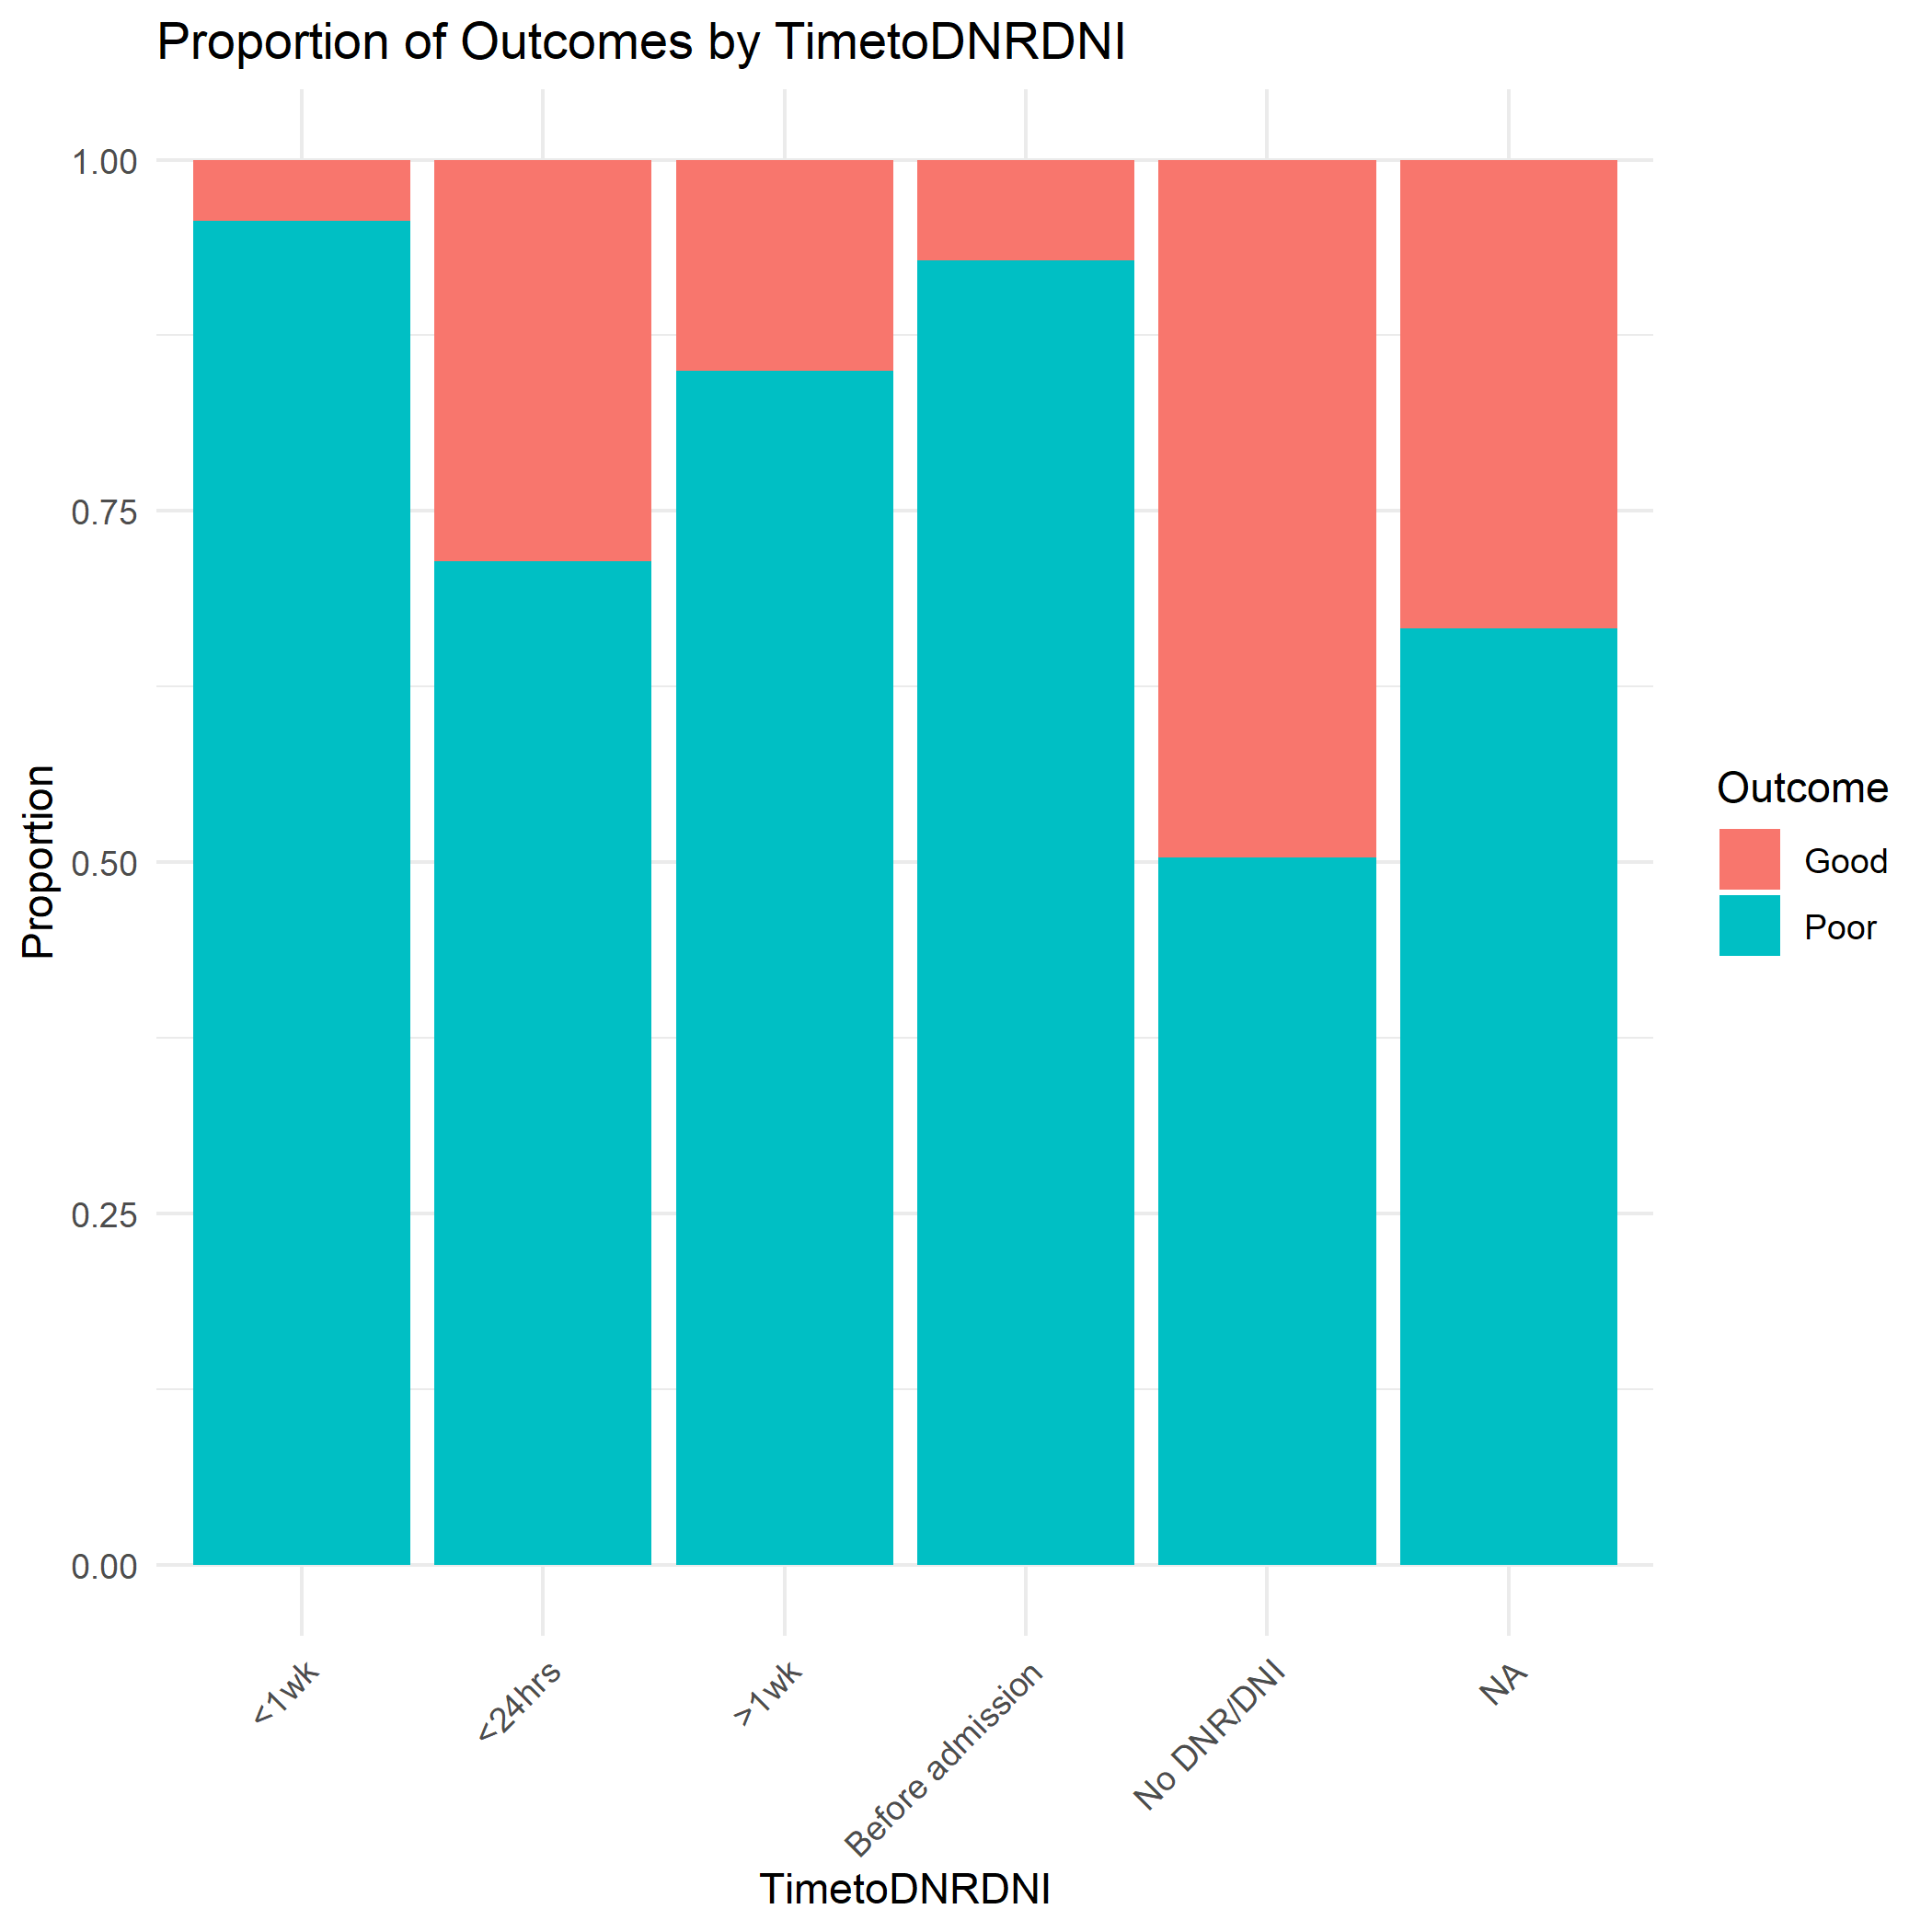 Proportion of Outcomes by TimetoDNRDNI
Proportion
1.00
0.75
0.50
0.25
0.00
<1wk
<24hrs
>1wk
Before admission
No DNR/DNI
NA
TimetoDNRDNI
Outcome
Good
Poor